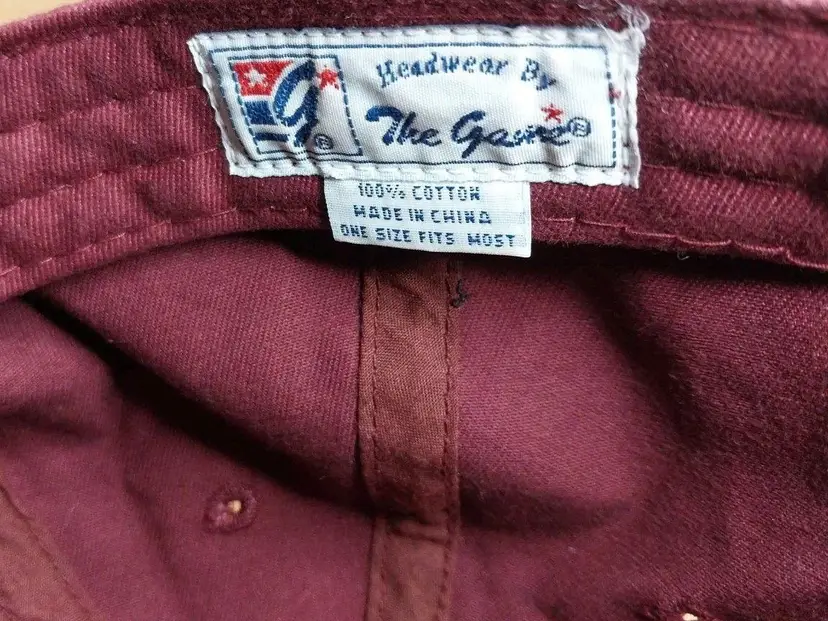 G®
Headwear By
The Game®
100% COTTON
MADE IN CHINA
ONE SIZE FITS MOST